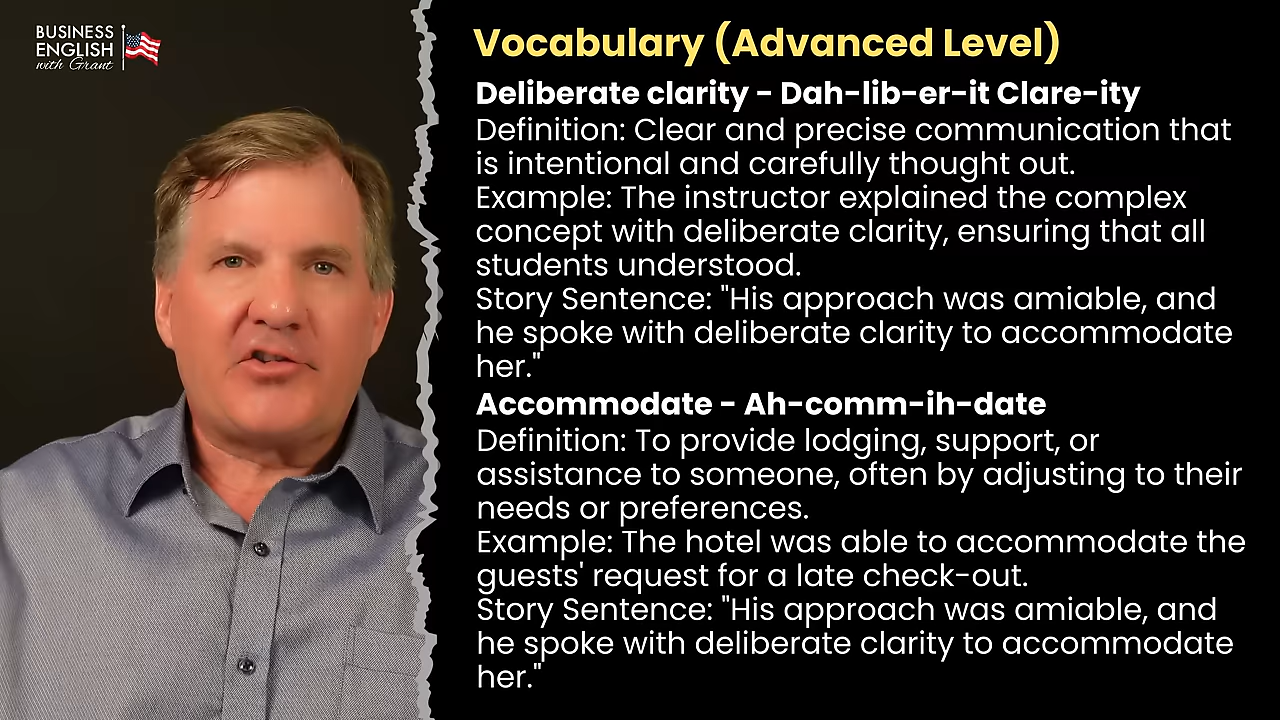 BUSINESS
ENGLISH
with Grant
Vocabulary (Advanced Level)
Deliberate clarity - Dah-lib-er-it Clare-ity
Definition: Clear and precise communication that
is intentional and carefully thought out.
Example: The instructor explained the complex
concept with deliberate clarity, ensuring that all
students understood.
Story Sentence: "His approach was amiable, and
he spoke with deliberate clarity to accommodate
her."
Accommodate - Ah-comm-ih-date
Definition: To provide lodging, support, or
assistance to someone, often by adjusting to their
needs or preferences.
Example: The hotel was able to accommodate the
guests' request for a late check-out.
Story Sentence: "His approach was amiable, and
he spoke with deliberate clarity to accommodate
her."